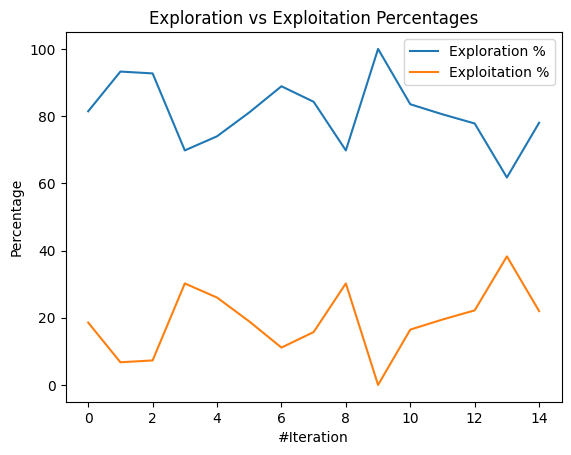 Exploration vs Exploitation Percentages
Exploration %
Exploitation %
Percentage
100
80
60
40
20
0
0 2 4 6 8 10 12 14
#Iteration